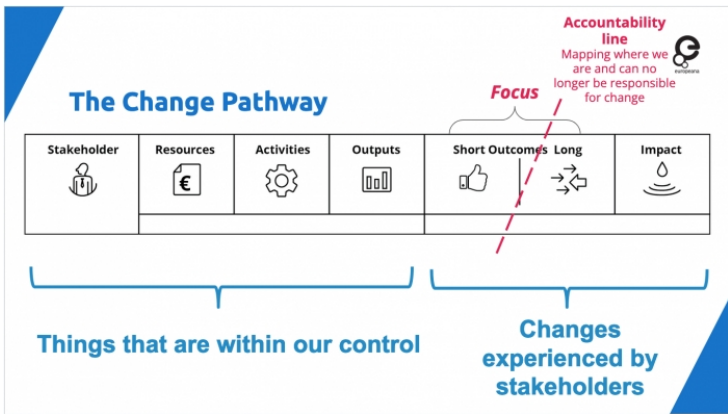 Accountability
line
Mapping where we
are and can no
longer be responsible
for change
europeana
The Change Pathway
Focus
Stakeholder Resources Activities Outputs Short Outcomes Long Impact
€
Things that are within our control
Changes
experienced by
stakeholders